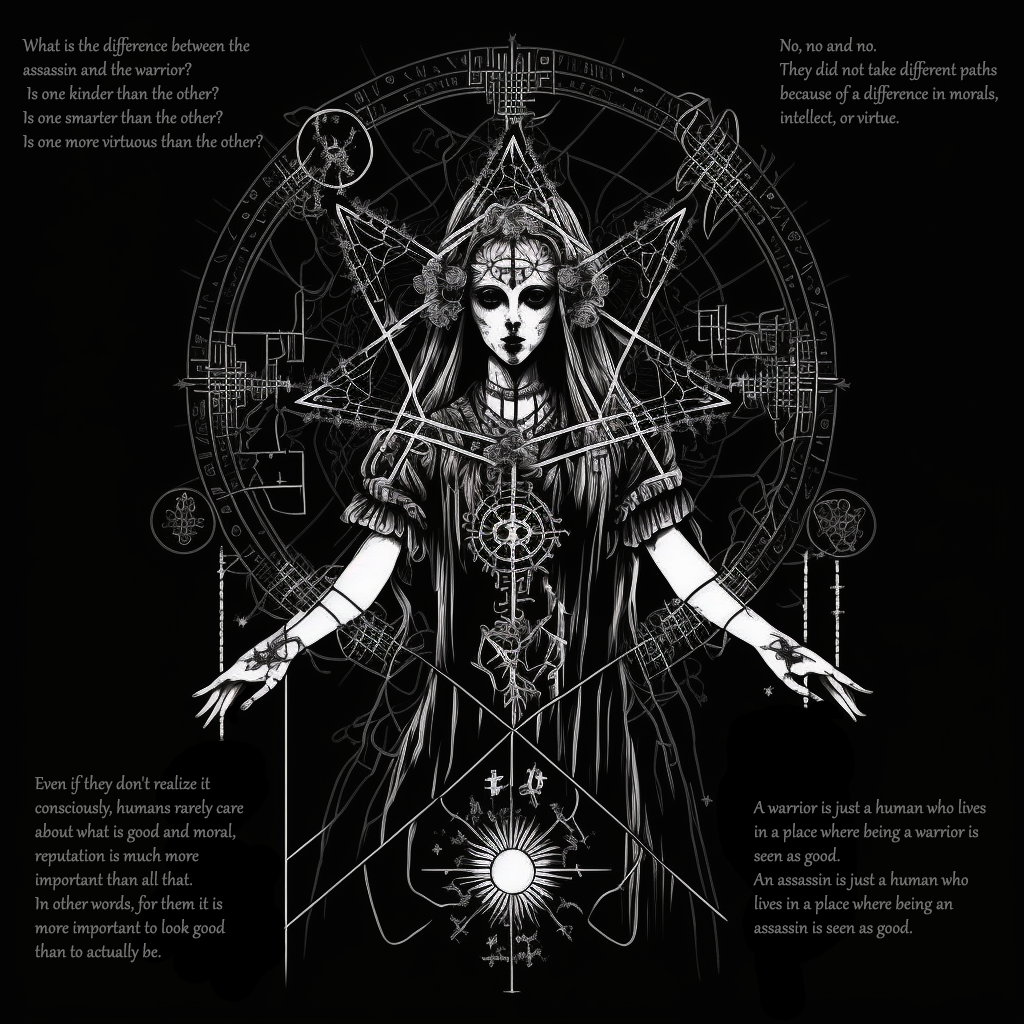 What is the difference between the
assassin and the warrior?
Is one kinder than the other?
Is one smarter than the other?
Is one more virtuous than the other?
No, no and no.
They did not take different paths
because of a difference in morals,
intellect, or virtue.
Even if they don't realize it
consciously, humans rarely care
about what is good and moral,
reputation is much more
important than all that.
In other words, for them it is
more important to look good
than to actually be.
A warrior is just a human who lives
in a place where being a warrior is
seen as good.
An assassin is just a human who
lives in a place where being an
assassin is seen as good.